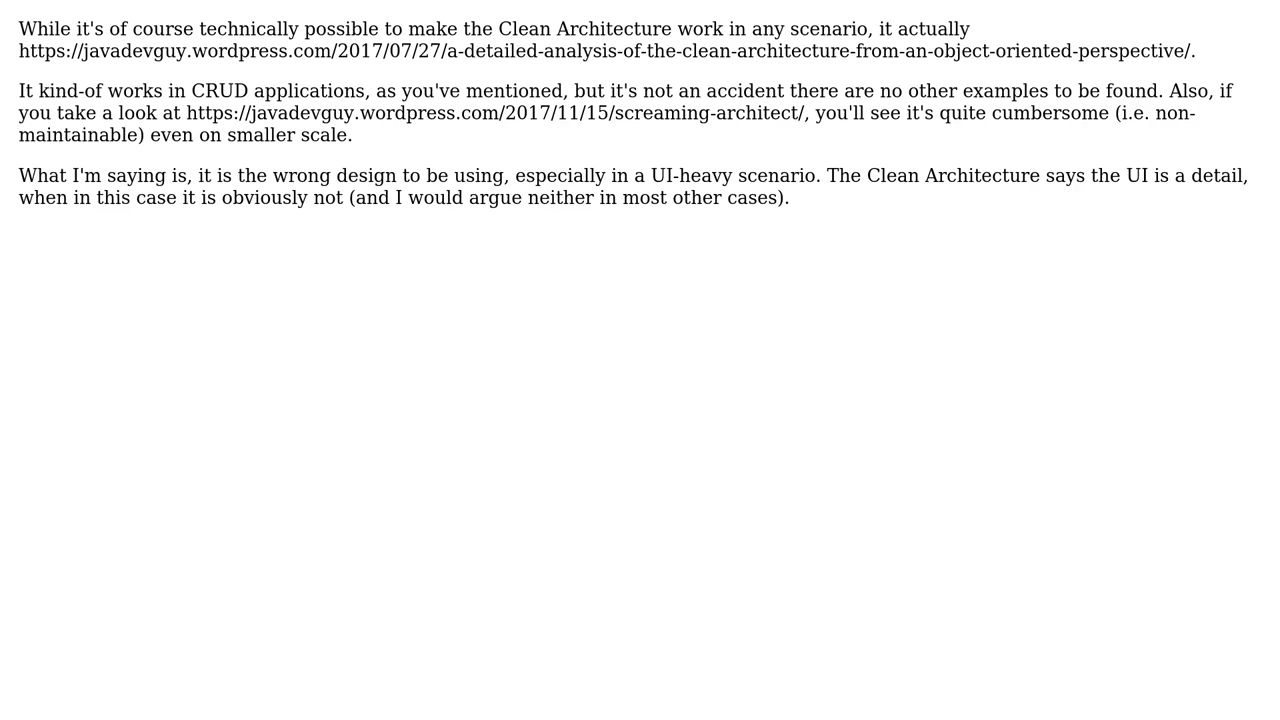 While it's of course technically possible to make the Clean Architecture work in any scenario, it actually
https://javadevguy.wordpress.com/2017/07/27/a-detailed-analysis-of-the-clean-architecture-from-an-object-oriented-perspective/.
It kind-of works in CRUD applications, as you've mentioned, but it's not an accident there are no other examples to be found. Also, if
you take a look at https://javadevguy.wordpress.com/2017/11/15/screaming-architect/, you'll see it's quite cumbersome (i.e. non-
maintainable) even on smaller scale.
What I'm saying is, it is the wrong design to be using, especially in a UI-heavy scenario. The Clean Architecture says the UI is a detail,
when in this case it is obviously not (and I would argue neither in most other cases).